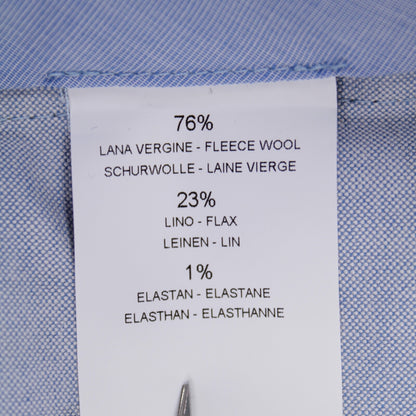 76%
LANA VERGINE - FLEECE WOOL
SCHURWOLLE - LAINE VIERGE
23%
LINO - FLAX
LEINEN - LIN
1%
ELASTAN - ELASTANE
ELASTHAN - ELASTHANNE